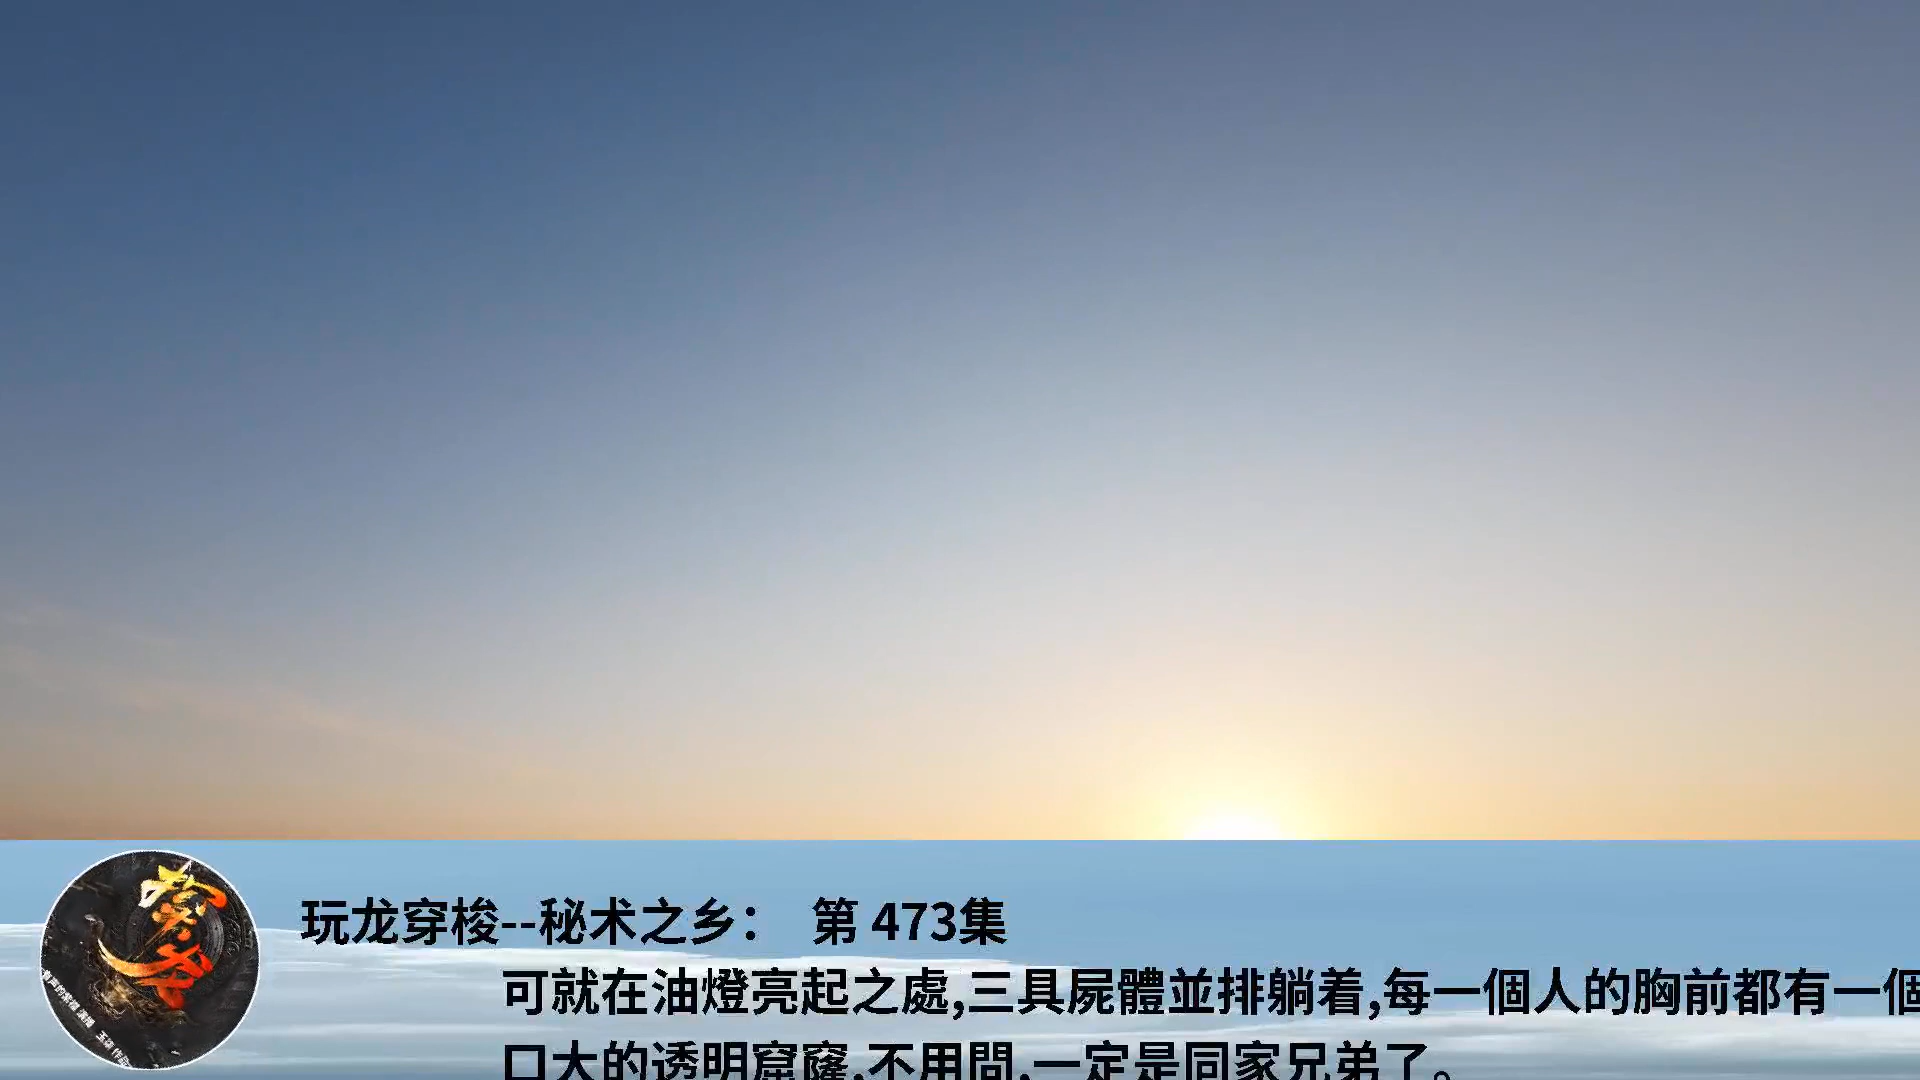 玩龙穿梭--秘术之乡： 第 473集
可就在油燈亮起之處,三具屍體並排躺着,每一個人的胸前都有一個
口大的透明窟窿,不用問,一定是同家兄弟了。